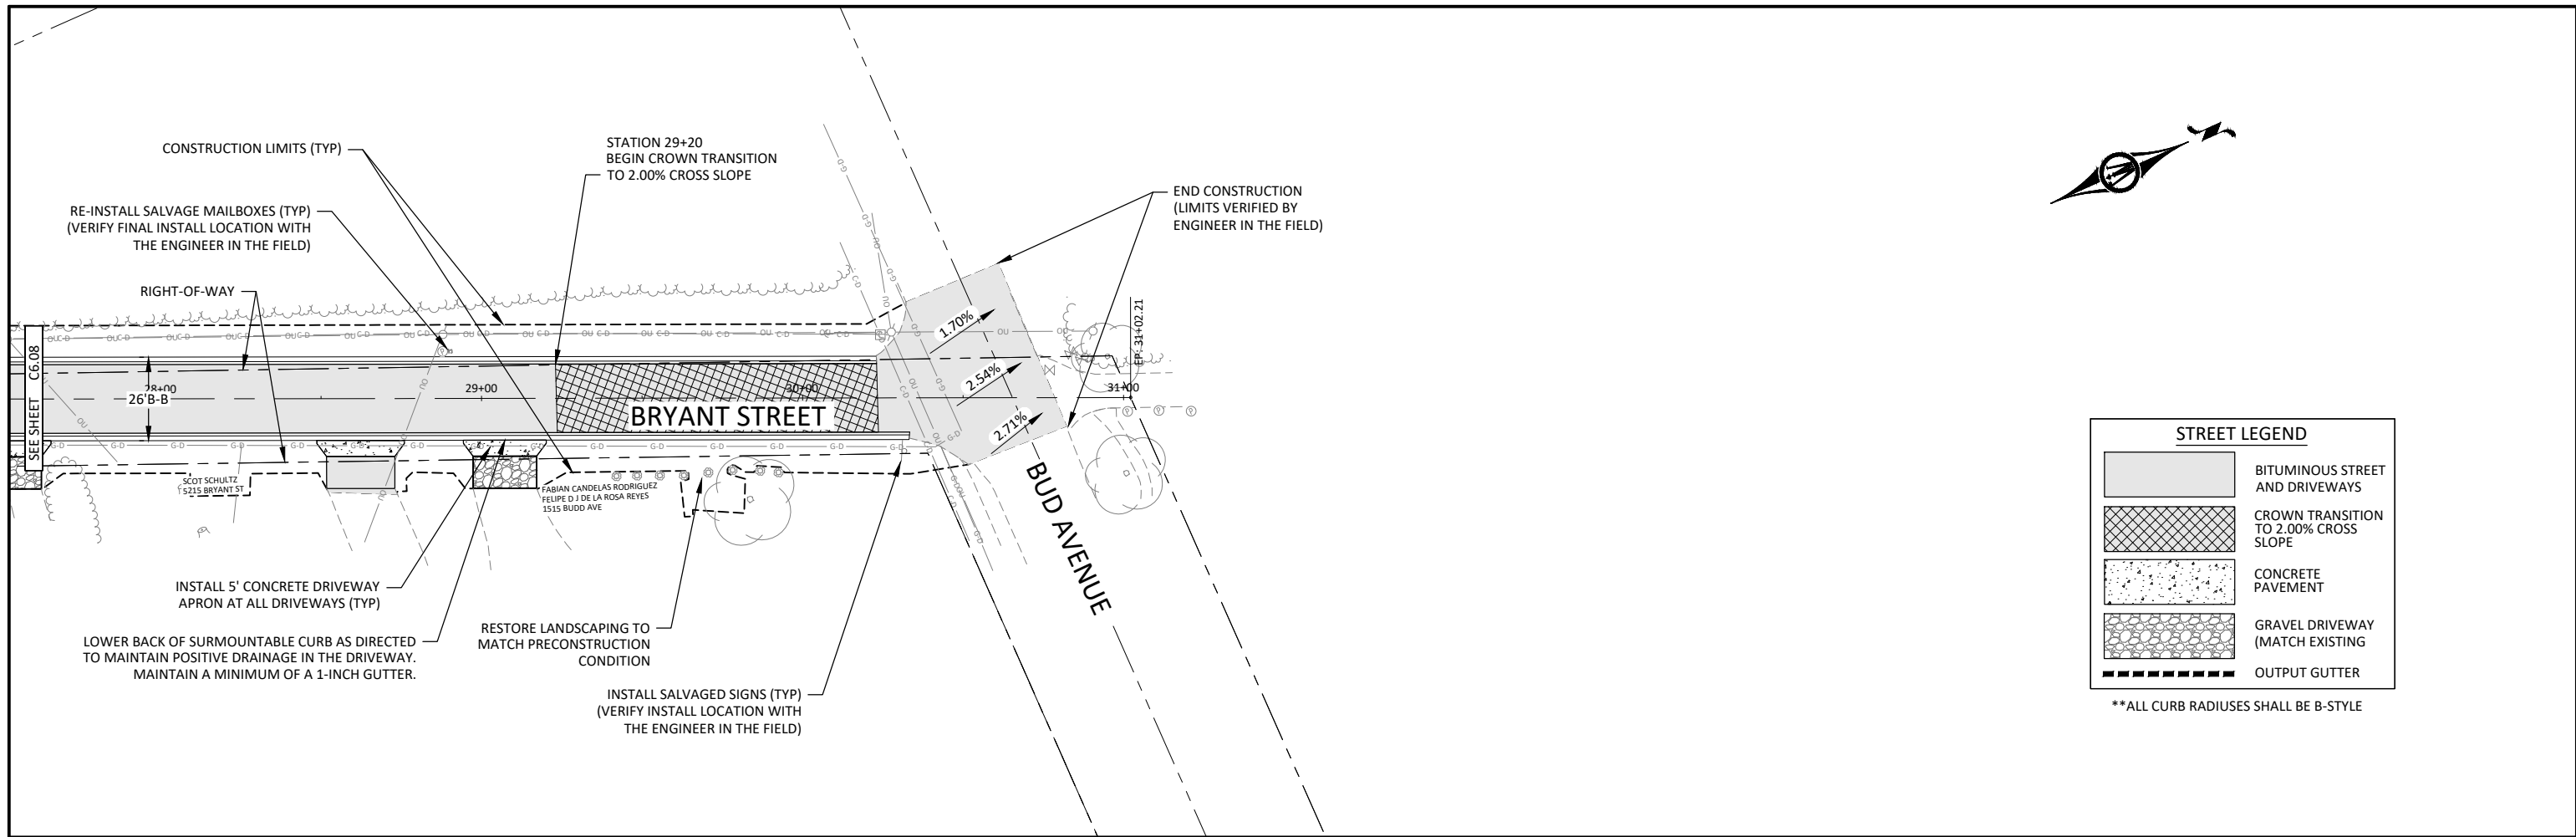 CONSTRUCTION LIMITS (TYP)
STATION 29+20
BEGIN CROWN TRANSITION
TO 2.00% CROSS SLOPE
RE-INSTALL SALVAGE MAILBOXES (TYP)
(VERIFY FINAL INSTALL LOCATION WITH
THE ENGINEER IN THE FIELD)
END CONSTRUCTION
(LIMITS VERIFIED BY
ENGINEER IN THE FIELD)
RIGHT-OF-WAY
SEE SHEET C6.08
28+00
26'B-B
29+00
30+00
31+00
EP: 31+02.21
BRYANT STREET
1.70%
2.54%
2.71%
BUD AVENUE
SCOT SCHULTZ
5215 BRYANT ST
FABIAN CANDELAS RODRIGUEZ
FELIPE D J DE LA ROSA REYES
1515 BUDD AVE
INSTALL 5' CONCRETE DRIVEWAY
APRON AT ALL DRIVEWAYS (TYP)
LOWER BACK OF SURMOUNTABLE CURB AS DIRECTED
TO MAINTAIN POSITIVE DRAINAGE IN THE DRIVEWAY.
MAINTAIN A MINIMUM OF A 1-INCH GUTTER.
RESTORE LANDSCAPING TO
MATCH PRECONSTRUCTION
CONDITION
INSTALL SALVAGED SIGNS (TYP)
(VERIFY INSTALL LOCATION WITH
THE ENGINEER IN THE FIELD)
N
STREET LEGEND
BITUMINOUS STREET
AND DRIVEWAYS
CROWN TRANSITION
TO 2.00% CROSS
SLOPE
CONCRETE
PAVEMENT
GRAVEL DRIVEWAY
(MATCH EXISTING
OUTPUT GUTTER
**ALL CURB RADIUSES SHALL BE B-STYLE